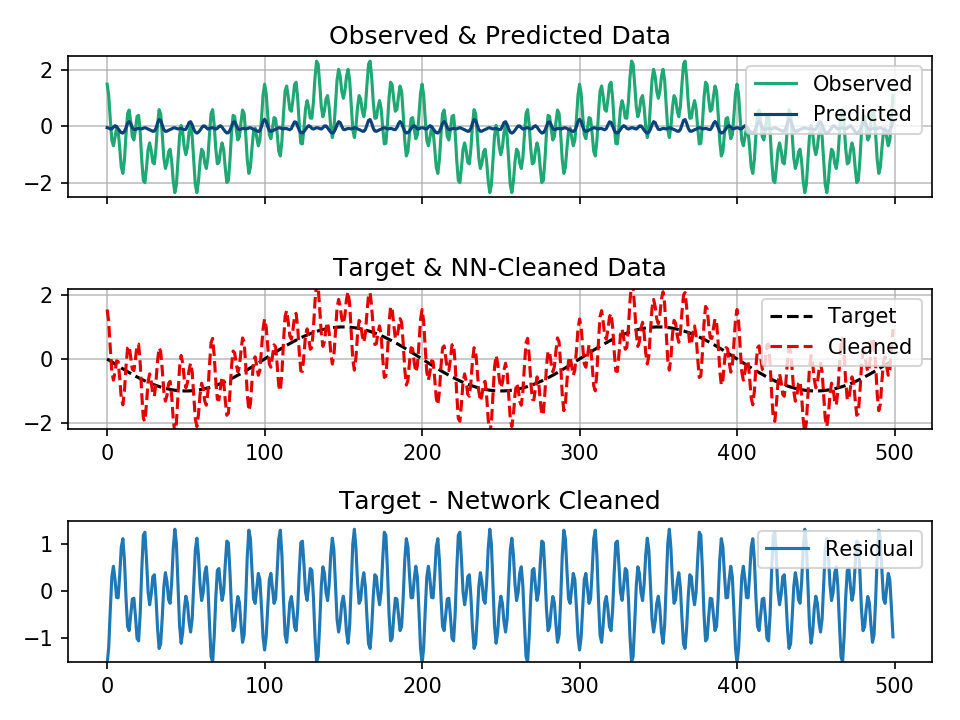 Observed & Predicted Data
2
0
−2
Observed
Predicted
Target & NN-Cleaned Data
2
0
−2
Target
Cleaned
0 100 200 300 400 500
Target - Network Cleaned
1
0
−1
Residual
0 100 200 300 400 500